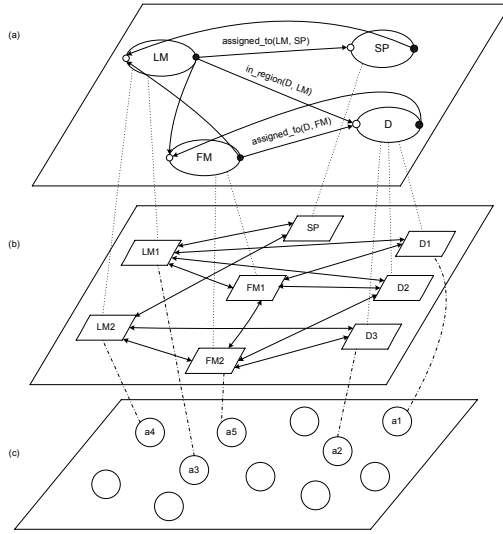 (a)
LM
assigned_to(LM, SP)
SP
in_region(D, LM)
FM
assigned_to(D, FM)
D
(b)
SP
LM1
D1
FM1
D2
LM2
FM2
D3
(c)
a4
a5
a1
a3
a2